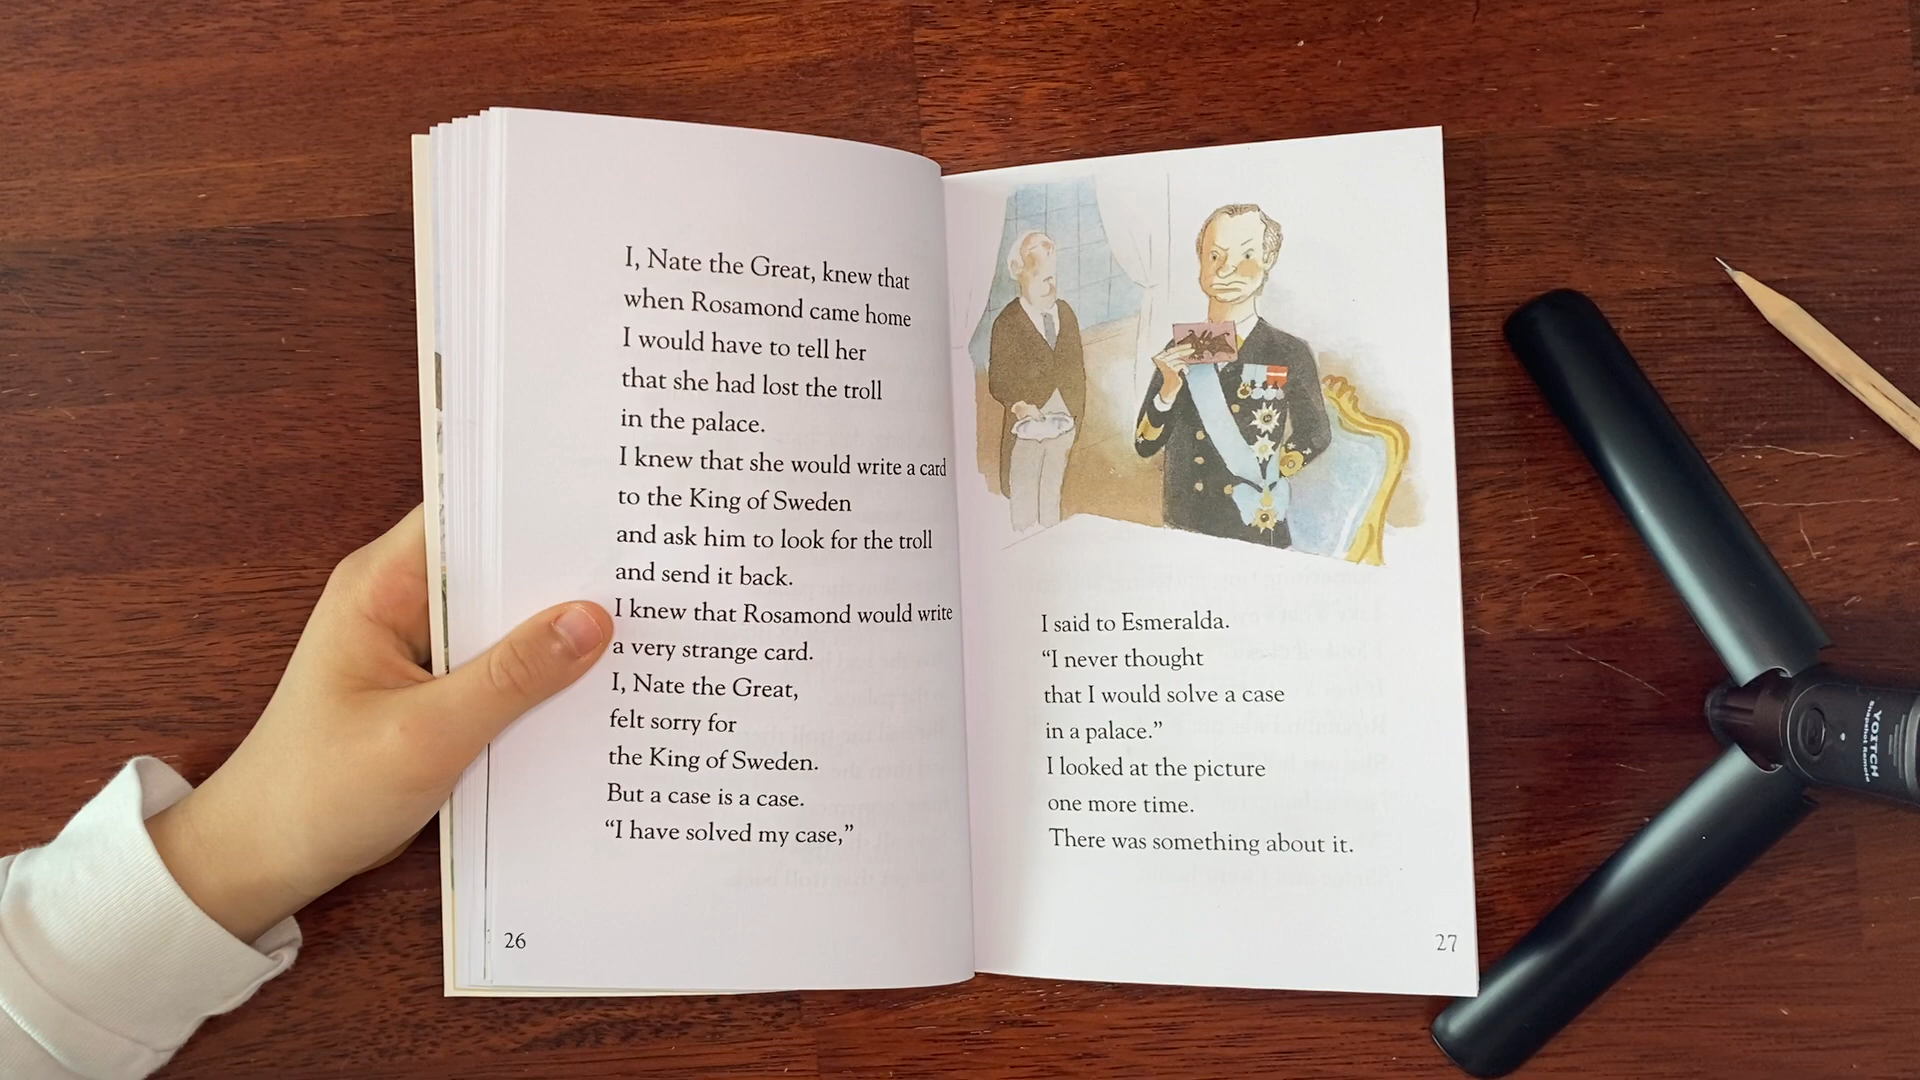 I, Nate the Great, knew that
when Rosamond came home
I would have to tell her
that she had lost the troll
in the palace.
I knew that she would write a card
to the King of Sweden
and ask him to look for the troll
and send it back.
I knew that Rosamond would write
a very strange card.
I, Nate the Great,
felt sorry for
the King of Sweden.
But a case is a case.
“I have solved my case,”
26
I said to Esmeralda.
“I never thought
that I would solve a case
in a palace.”
I looked at the picture
one more time.
There was something about it.
27
YOITCH
Snapshot Remote